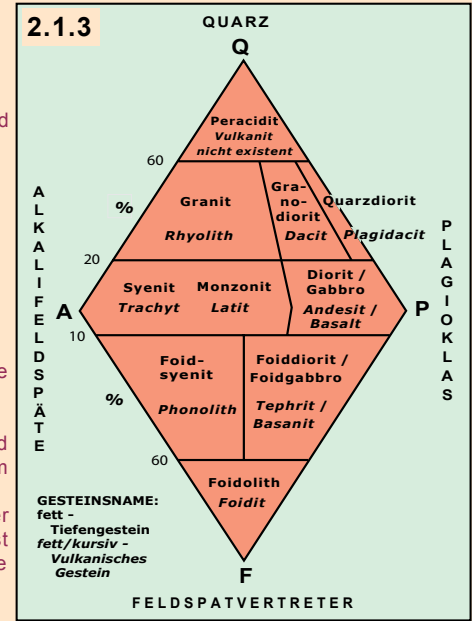 2.1.3
QUARZ
Q
Peracidit
Vulkanit
nicht existent
60
%
Granit
Rhyolith
Gra-
no-
diorit
Dacit
Quarzdiorit
Plagidacit
20
Syenit
Trachyt
Monzonit
Latit
Diorit /
Gabbro
Andesit /
Basalt
A
P
10
%
Foid-
syenit
Phonolith
Foiddiorit /
Foidgabbro
Tephrit /
Basanit
60
Foidolith
Foidit
F
ALKALIFELDSPÄTE
PLAGIOKLAS
GESTEINSNAME:
fett –
Tiefengestein
fett/kursiv –
Vulkanisches
Gestein
FELDSPATVERTRETER